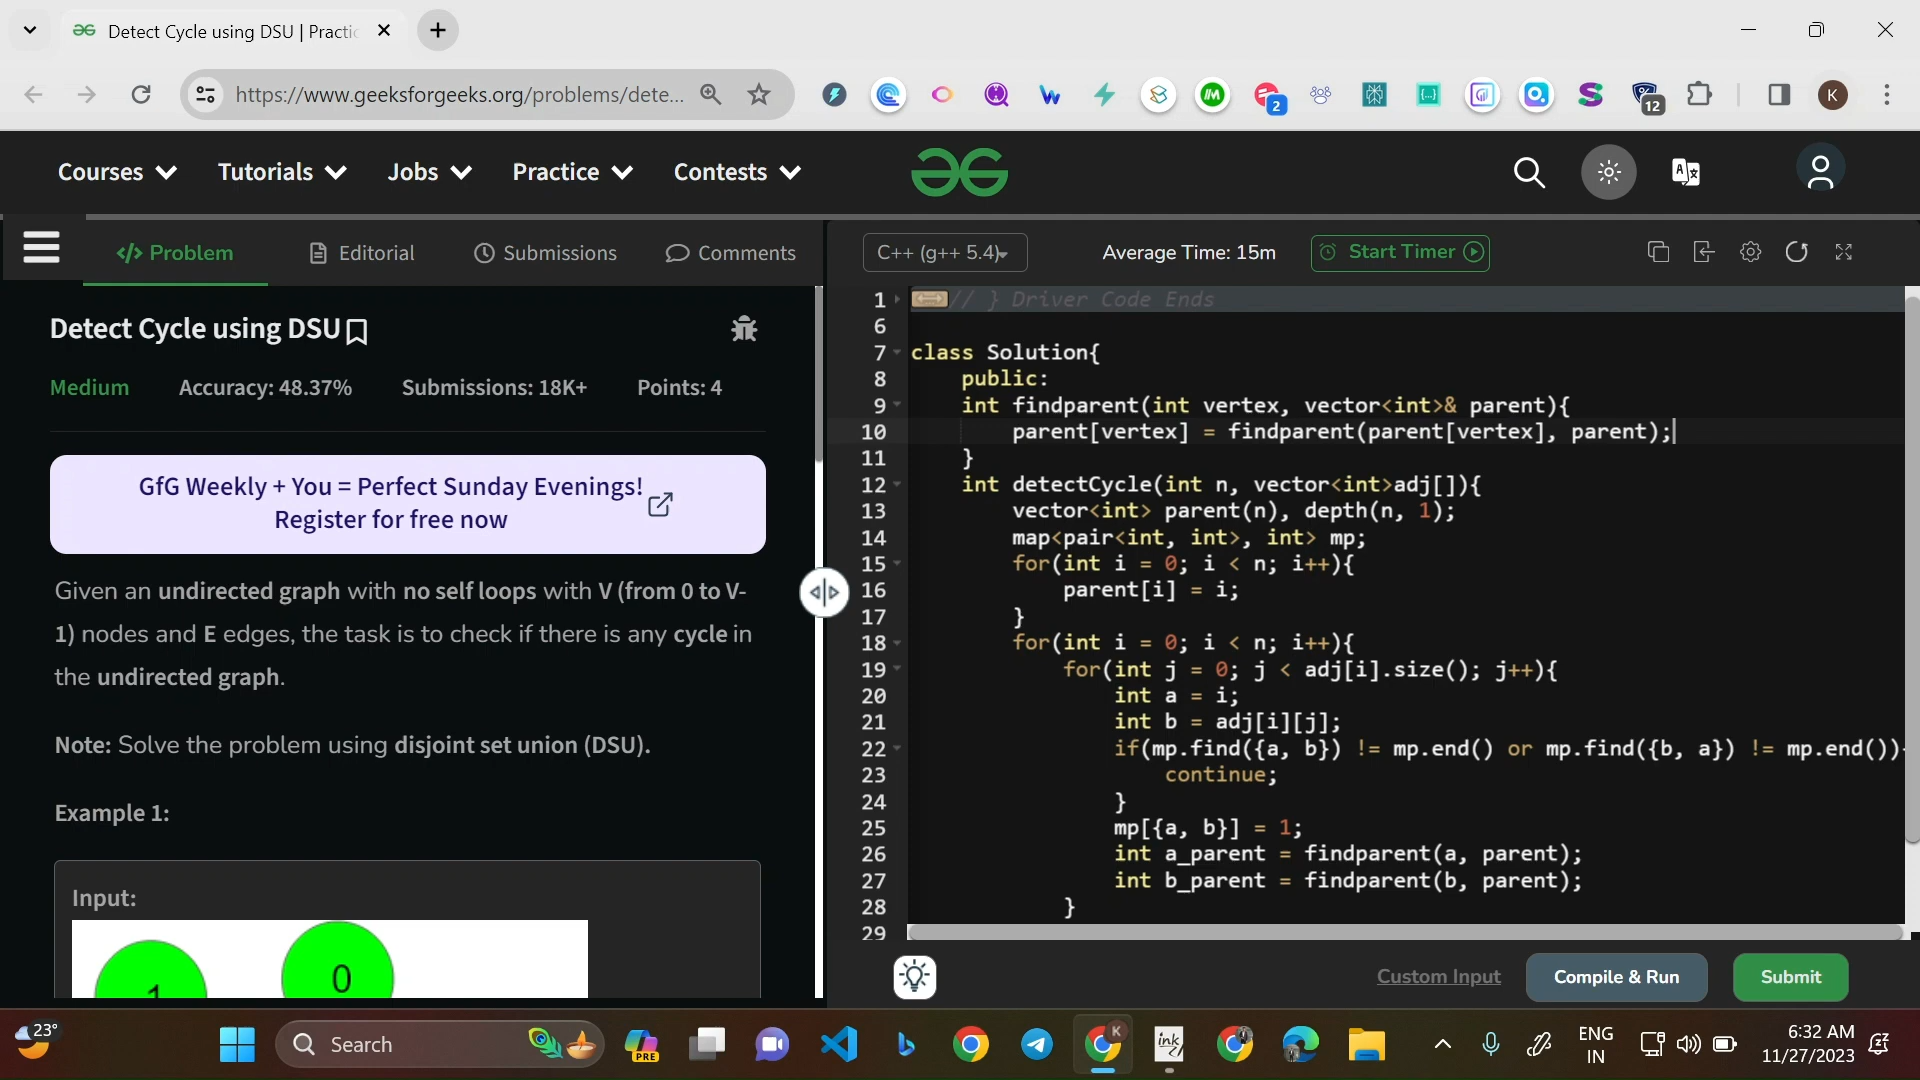 Detect Cycle using DSU | Practic
https://www.geeksforgeeks.org/problems/dete...
2
12
K
Courses
Tutorials
Jobs
Practice
Contests
</> Problem
Editorial
Submissions
Comments
C++ (g++ 5.4)
Average Time: 15m
Start Timer
Detect Cycle using DSU
Medium Accuracy: 48.37% Submissions: 18K+ Points: 4
GfG Weekly + You = Perfect Sunday Evenings!
Register for free now
Given an undirected graph with no self loops with V (from 0 to V-
1) nodes and E edges, the task is to check if there is any cycle in
the undirected graph.
Note: Solve the problem using disjoint set union (DSU).
Example 1:
Input:
1
0
1 // } Driver Code Ends
6
7 class Solution{
8 public:
9 int findparent(int vertex, vector<int>& parent){
10 parent[vertex] = findparent(parent[vertex], parent);
11 }
12 int detectCycle(int n, vector<int>adj[]){
13 vector<int> parent(n), depth(n, 1);
14 map<pair<int, int>, int> mp;
15 for(int i = 0; i < n; i++){
16 parent[i] = i;
17 }
18 for(int i = 0; i < n; i++){
19 for(int j = 0; j < adj[i].size(); j++){
20 int a = i;
21 int b = adj[i][j];
22 if(mp.find({a, b}) != mp.end() or mp.find({b, a}) != mp.end())
23 continue;
24 }
25 mp[{a, b}] = 1;
26 int a_parent = findparent(a, parent);
27 int b_parent = findparent(b, parent);
28 }
29
Custom Input
Compile & Run
Submit
23°
Search
PRE
K
ink
ENG
IN
6:32 AM
11/27/2023